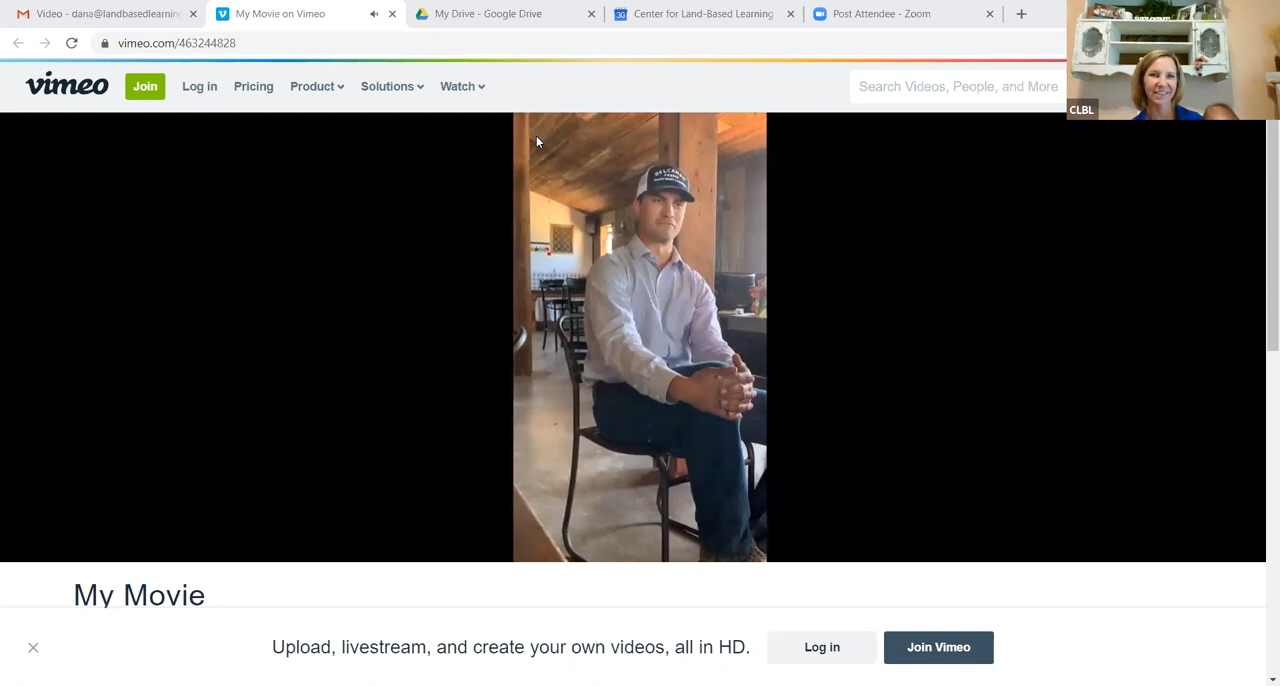 Video - dana@landbasedlearning
My Movie on Vimeo
My Drive - Google Drive
30 Center for Land-Based Learning
Post Attendee - Zoom
vimeo.com/463244828
vimeo
Join
Log in
Pricing
Product
Solutions
Watch
Search Videos, People, and More
CLBL
My Movie
Upload, livestream, and create your own videos, all in HD.
Log in
Join Vimeo